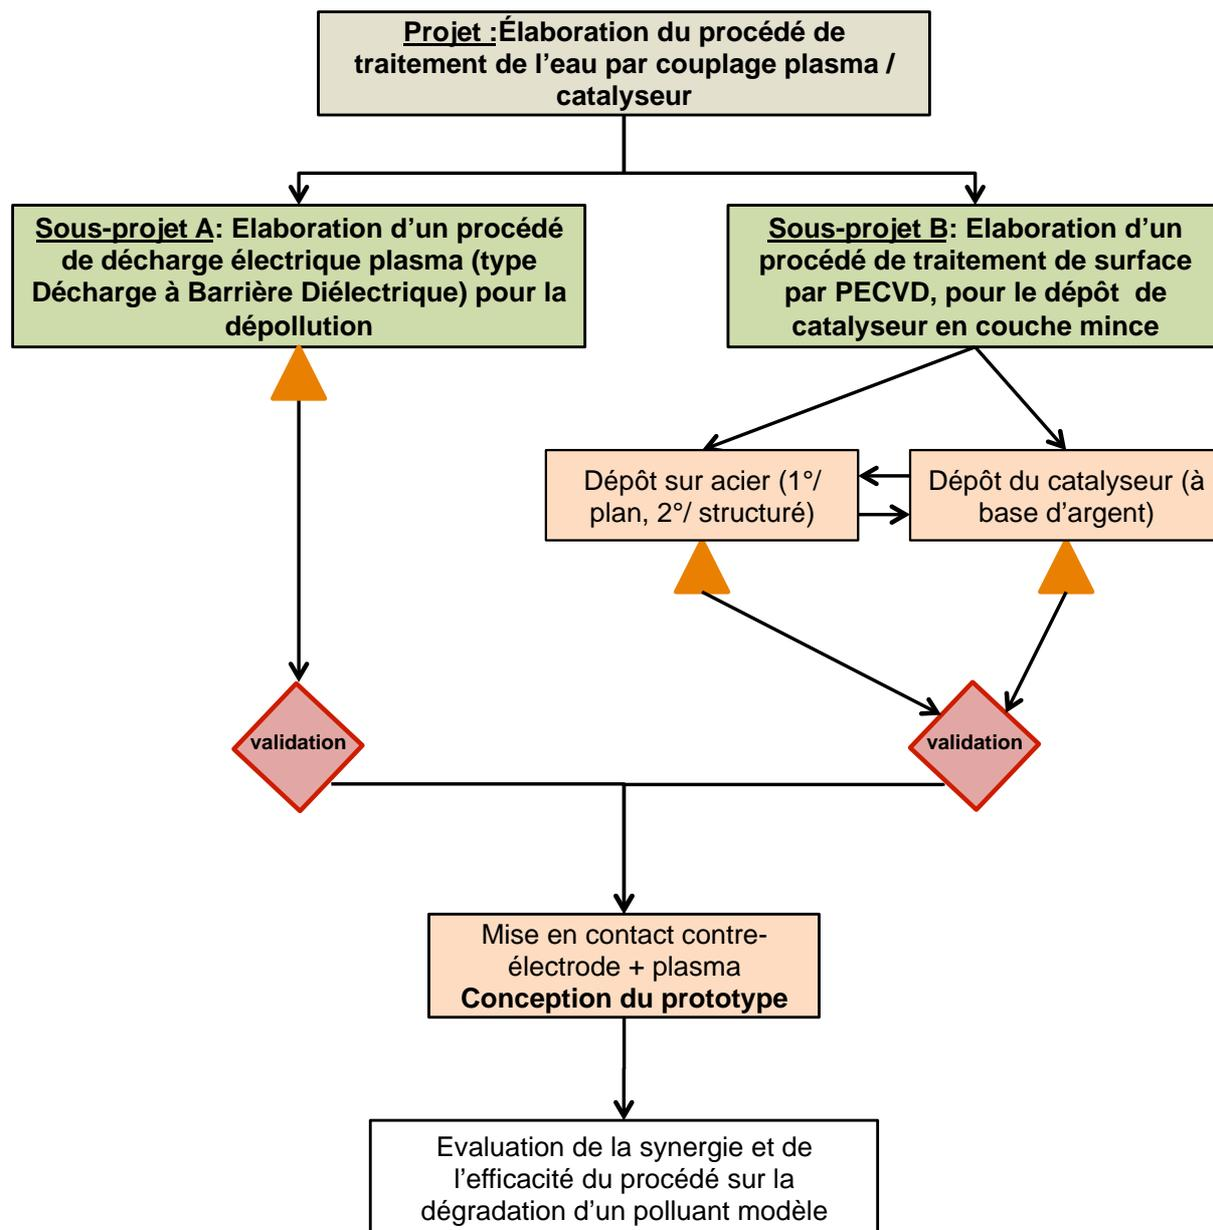 Projet :Élaboration du procédé de
traitement de l’eau par couplage plasma /
catalyseur
Sous-projet A: Elaboration d’un procédé
de décharge électrique plasma (type
Décharge à Barrière Diélectrique) pour la
dépollution
Sous-projet B: Elaboration d’un
procédé de traitement de surface
par PECVD, pour le dépôt de
catalyseur en couche mince
Dépôt sur acier (1°/
plan, 2°/ structuré)
Dépôt du catalyseur (à
base d’argent)
validation
validation
Mise en contact contre-
électrode + plasma
Conception du prototype
Evaluation de la synergie et de
l’efficacité du procédé sur la
dégradation d’un polluant modèle